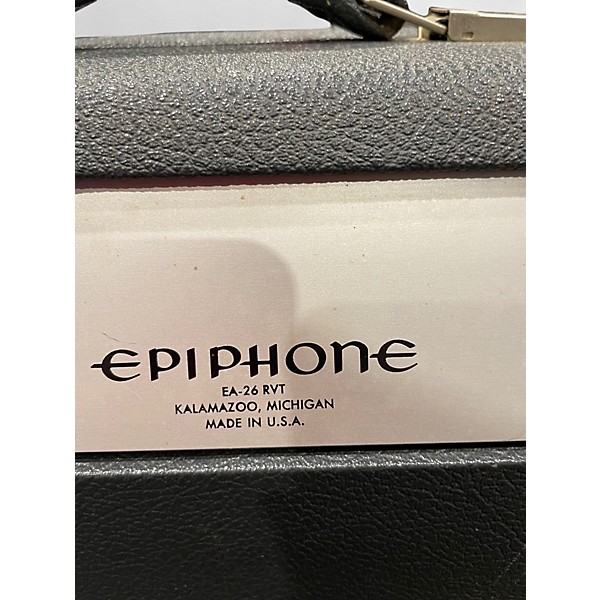 EPIPHONE
EA-26 RVT
KALAMAZOO, MICHIGAN
MADE IN U.S.A.